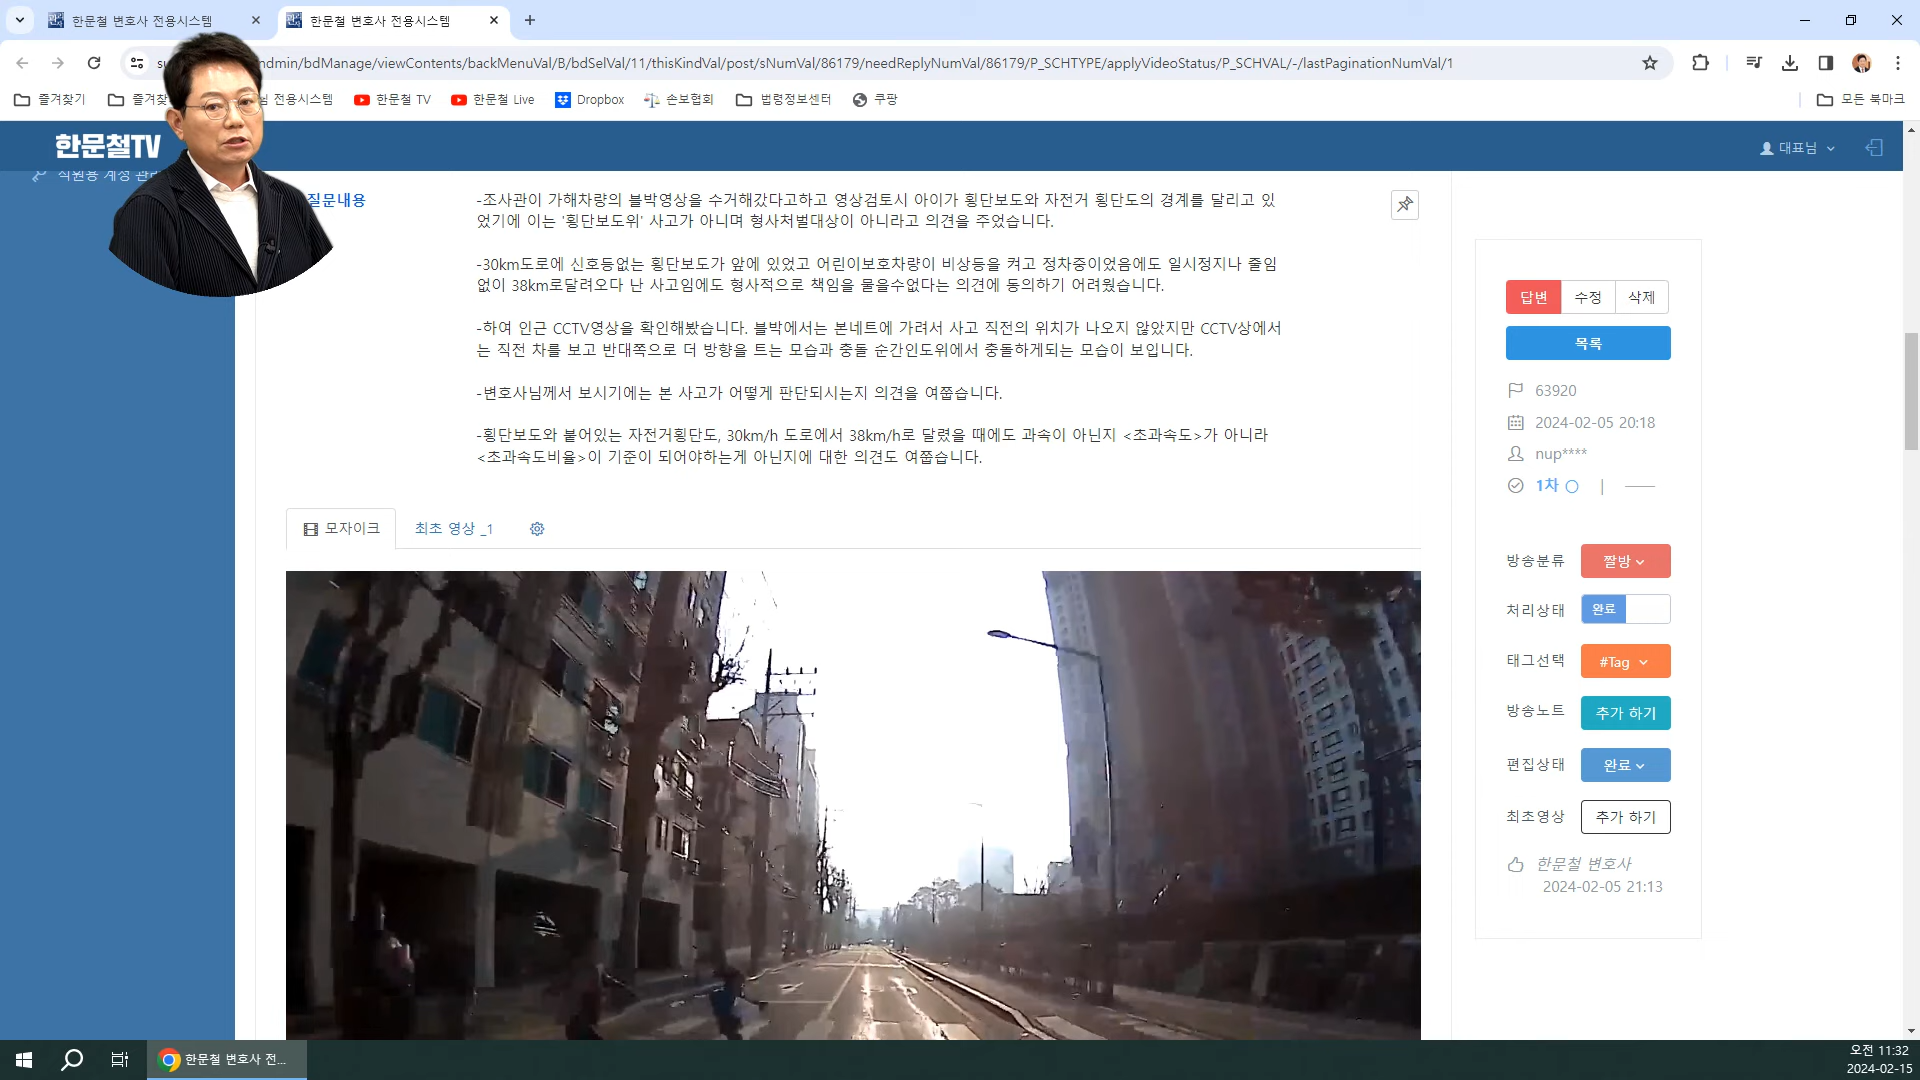 한문철 변호사 전용시스템
한문철 변호사 전용시스템
ndmin/bdManage/viewContents/backMenuVal/B/bdSelVal/11/thisKindVal/post/sNumVal/86179/needReplyNumVal/86179/P_SCHTYPE/applyVideoStatus/P_SCHVAL/-/lastPaginationNumVal/1
즐겨찾기
즐겨찾
전용시스템
한문철 TV
한문철 Live
Dropbox
손보협회
법령정보센터
쿠팡
모든 북마크
한문철TV
대표님
직원용 계정 관리
질문내용
-조사관이 가해차량의 블박영상을 수거해갔다고하고 영상검토시 아이가 횡단보도와 자전거 횡단도의 경계를 달리고 있
었기에 이는 '횡단보도위' 사고가 아니며 형사처벌대상이 아니라고 의견을 주었습니다.
-30km도로에 신호등없는 횡단보도가 앞에 있었고 어린이보호차량이 비상등을 켜고 정차중이었음에도 일시정지나 줄임
없이 38km로달려오다 난 사고임에도 형사적으로 책임을 물을수없다는 의견에 동의하기 어려웠습니다.
-하여 인근 CCTV영상을 확인해봤습니다. 블박에서는 본네트에 가려서 사고 직전의 위치가 나오지 않았지만 CCTV상에서
는 직전 차를 보고 반대쪽으로 더 방향을 트는 모습과 충돌 순간인도위에서 충돌하게되는 모습이 보입니다.
-변호사님께서 보시기에는 본 사고가 어떻게 판단되시는지 의견을 여쭙습니다.
-횡단보도와 붙어있는 자전거횡단도, 30km/h 도로에서 38km/h로 달렸을 때에도 과속이 아닌지 <초과속도>가 아니라
<초과속도비율>이 기준이 되어야하는게 아닌지에 대한 의견도 여쭙습니다.
모자이크
최초 영상 _1
답변
수정
삭제
목록
63920
2024-02-05 20:18
nup****
1차 ○ |
방송분류
짤방
처리상태
완료
태그선택
#Tag
방송노트
추가 하기
편집상태
완료
최초영상
추가 하기
한문철 변호사
2024-02-05 21:13
한문철 변호사 전...
오전 11:32
2024-02-15